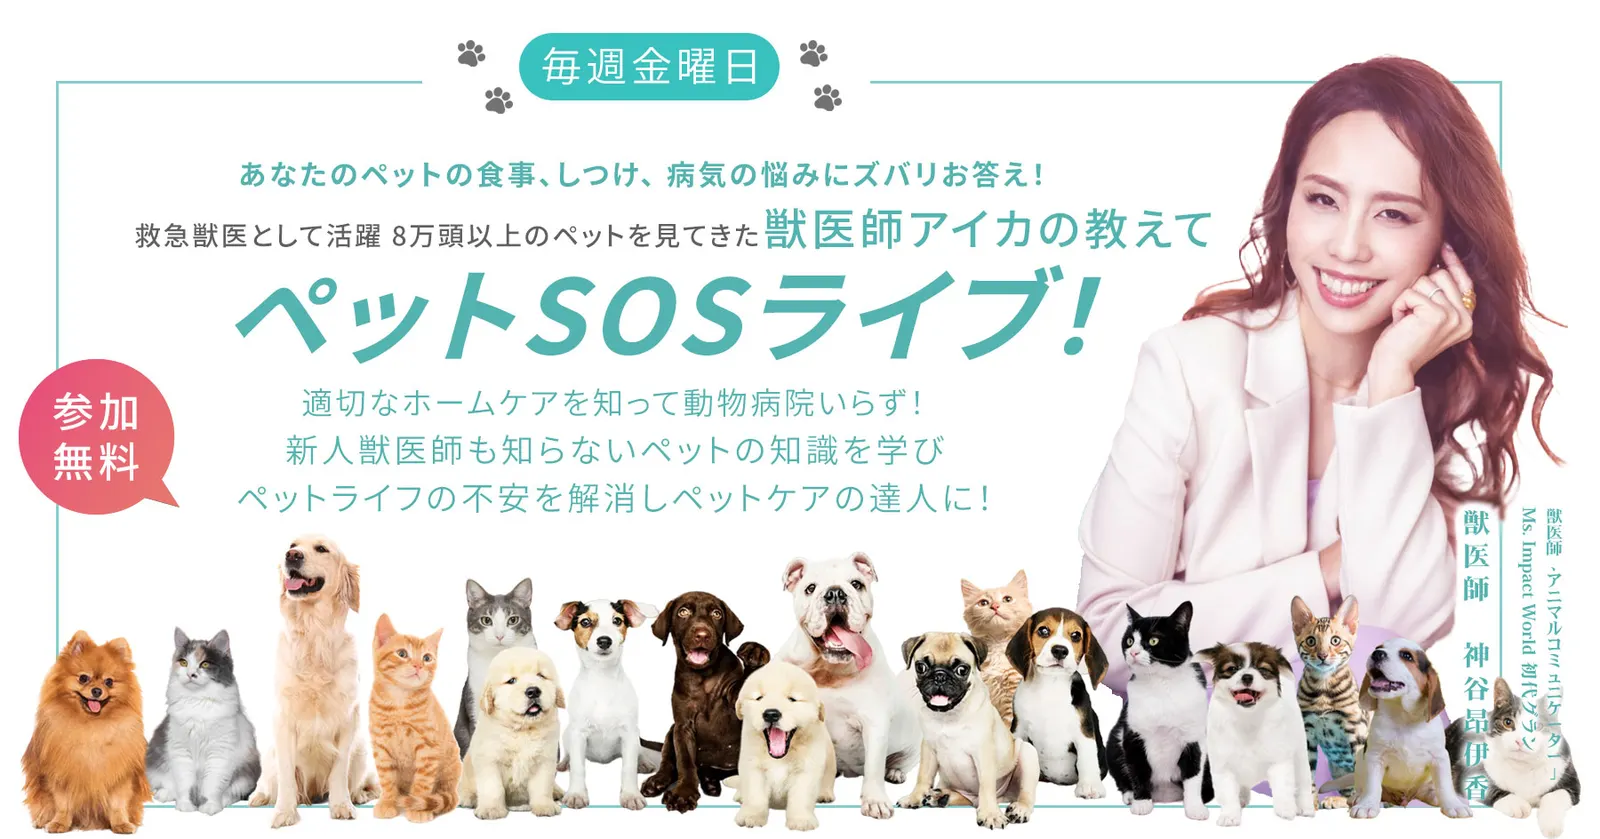 毎週金曜日
あなたのペットの食事、しつけ、病気の悩みにズバリお答え！
救急獣医として活躍 8万頭以上のペットを見てきた獣医師アイカの教えて
ペットSOSライブ！
参加
無料
適切なホームケアを知って動物病院いらず！
新人獣医師も知らないペットの知識を学び
ペットライフの不安を解消しペットケアの達人に！
獣医師・アニマルコミュニケーター
Ms. Impact World 初代グラン
獣医師 神谷昂伊香